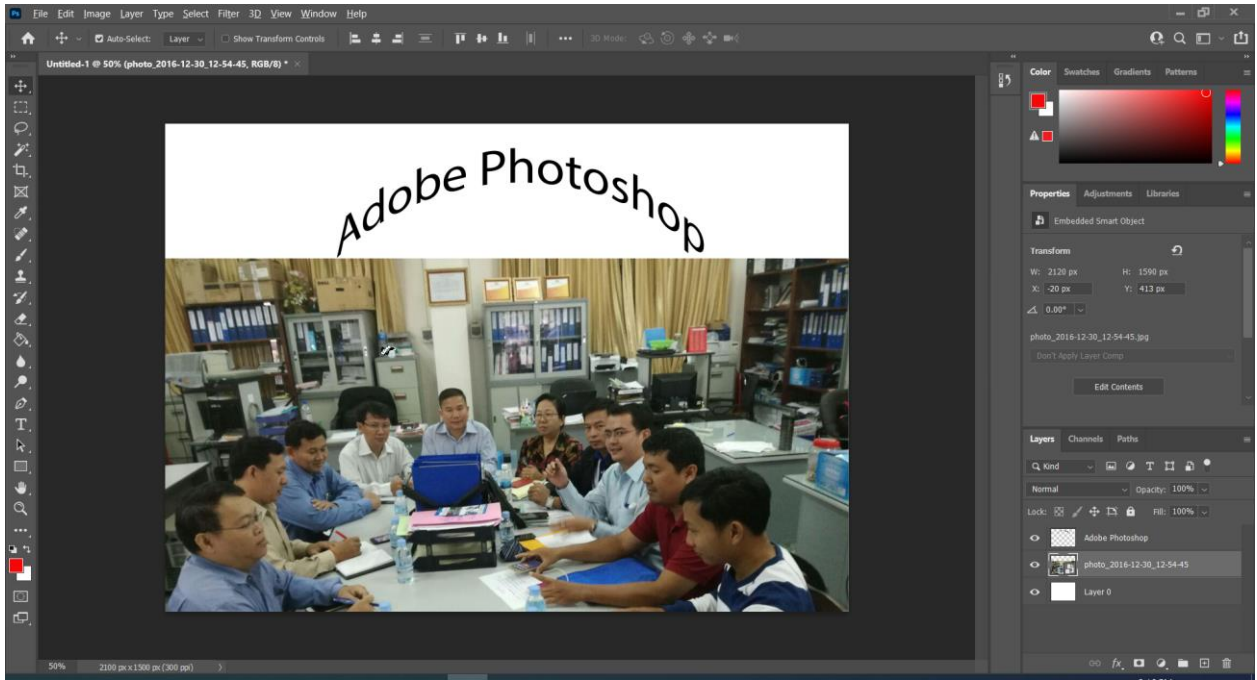 Ps File Edit Image Layer Type Select Filter 3D View Window Help
Auto-Select: Layer Show Transform Controls 3D Mode:
Untitled-1 @ 50% (photo_2016-12-30_12-54-45, RGB/8) * ×
Adobe Photoshop
50% 2100 px x 1500 px (300 ppi)
Color Swatches Gradients Patterns
Properties Adjustments Libraries
Embedded Smart Object
Transform
W: 2120 px H: 1590 px
X: -20 px Y: 413 px
0.00°
photo_2016-12-30_12-54-45.jpg
Don't Apply Layer Comp
Edit Contents
Layers Channels Paths
Kind
Normal Opacity: 100%
Lock: Fill: 100%
Adobe Photoshop
photo_2016-12-30_12-54-45
Layer 0